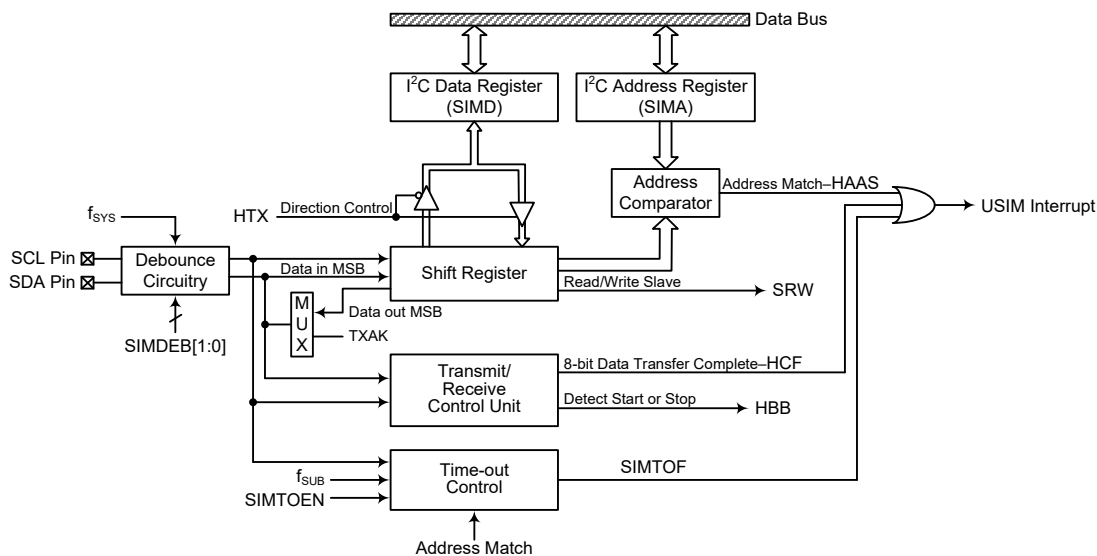 Data Bus
I²C Data Register
(SIMD)
I²C Address Register
(SIMA)
Address
Comparator
Address Match–HAAS
USIM Interrupt
HTX
Direction Control
fSYS
SCL Pin
SDA Pin
Debounce
Circuitry
SIMDEB[1:0]
Data in MSB
Shift Register
Read/Write Slave
SRW
M
U
X
Data out MSB
TXAK
Transmit/
Receive
Control Unit
8-bit Data Transfer Complete–HCF
Detect Start or Stop
HBB
fSUB
SIMTOEN
Time-out
Control
SIMTOF
Address Match